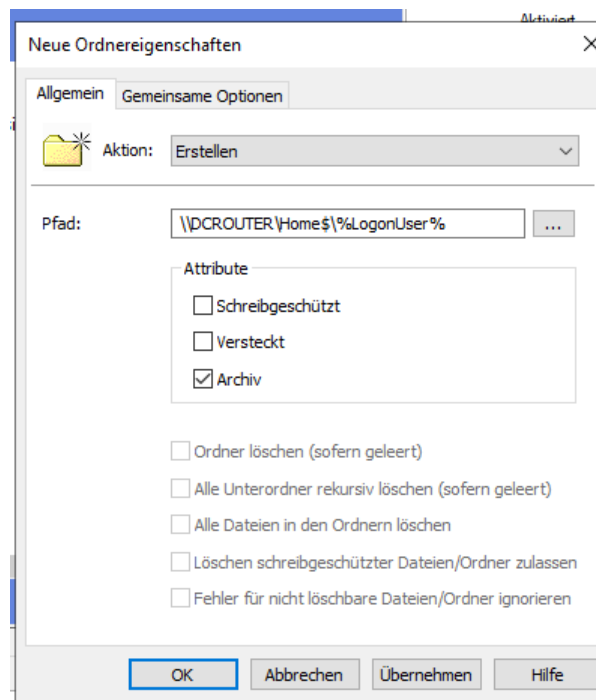 Aktiviert
Neue Ordnereigenschaften
Allgemein
Gemeinsame Optionen
Aktion:
Erstellen
Pfad:
\\DCROUTER\Home$\%LogonUser%
...
Attribute
Schreibgeschützt
Versteckt
Archiv
Ordner löschen (sofern geleert)
Alle Unterordner rekursiv löschen (sofern geleert)
Alle Dateien in den Ordnern löschen
Löschen schreibgeschützter Dateien/Ordner zulassen
Fehler für nicht löschbare Dateien/Ordner ignorieren
OK
Abbrechen
Übernehmen
Hilfe